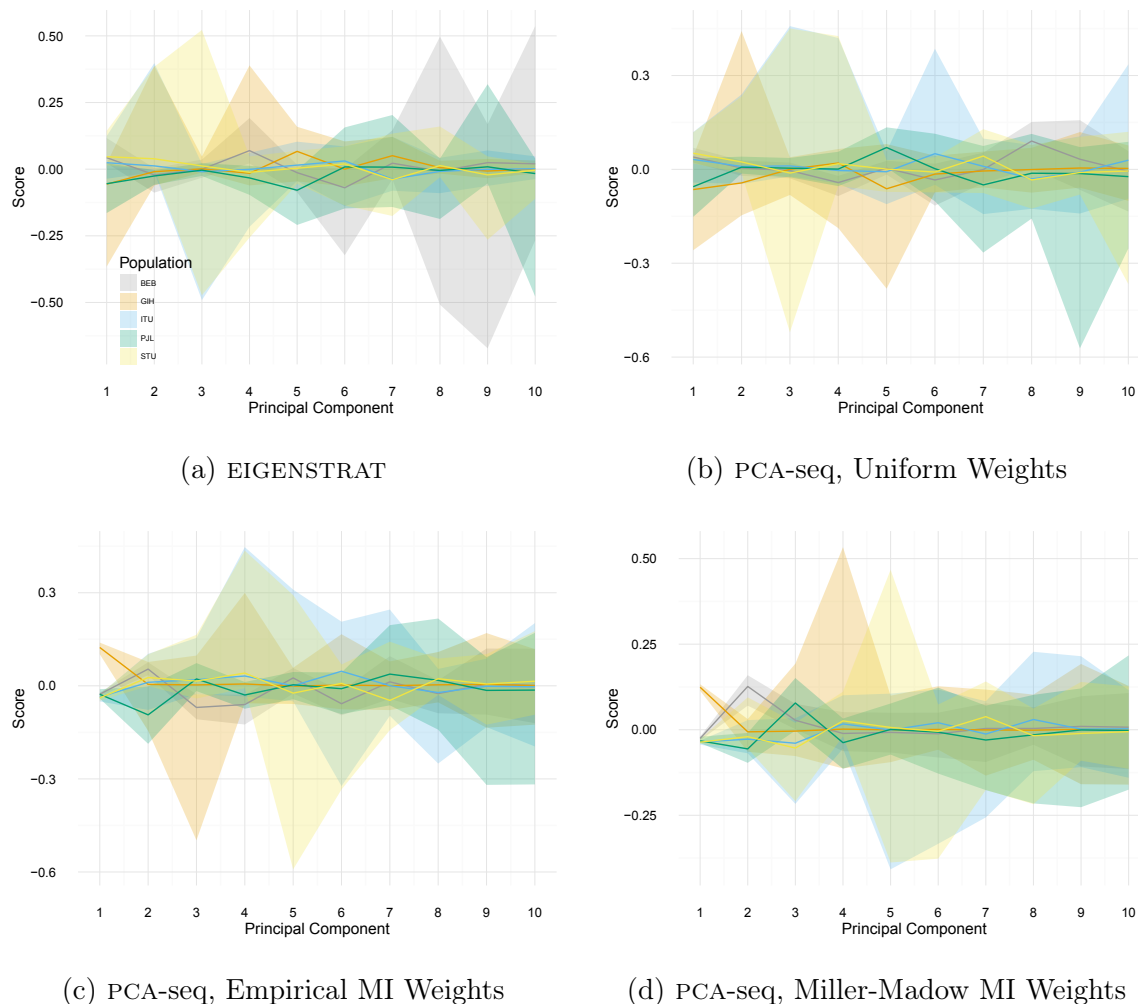 0.50
0.25
0.00
−0.25
−0.50
Score
Population
BEB
GIH
ITU
PJL
STU
1 2 3 4 5 6 7 8 9 10
Principal Component
(a) EIGENSTRAT
0.3
0.0
−0.3
−0.6
Score
1 2 3 4 5 6 7 8 9 10
Principal Component
(b) PCA-seq, Uniform Weights
0.3
0.0
−0.3
−0.6
Score
1 2 3 4 5 6 7 8 9 10
Principal Component
(c) PCA-seq, Empirical MI Weights
0.50
0.25
0.00
−0.25
Score
1 2 3 4 5 6 7 8 9 10
Principal Component
(d) PCA-seq, Miller-Madow MI Weights